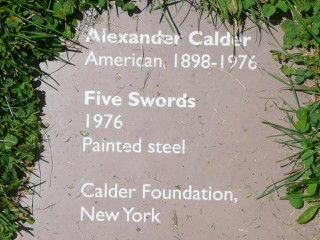 Alexander Calder
American, 1898-1976
Five Swords
1976
Painted steel
Calder Foundation,
New York